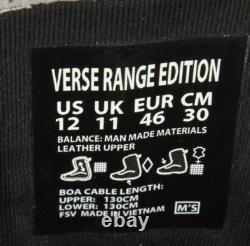 VERSE RANGE EDITION
US UK EUR CM
12 11 46 30
BALANCE: MAN MADE MATERIALS
LEATHER UPPER
BOA CABLE LENGTH:
UPPER: 130CM
LOWER: 130CM
FSV MADE IN VIETNAM M'S